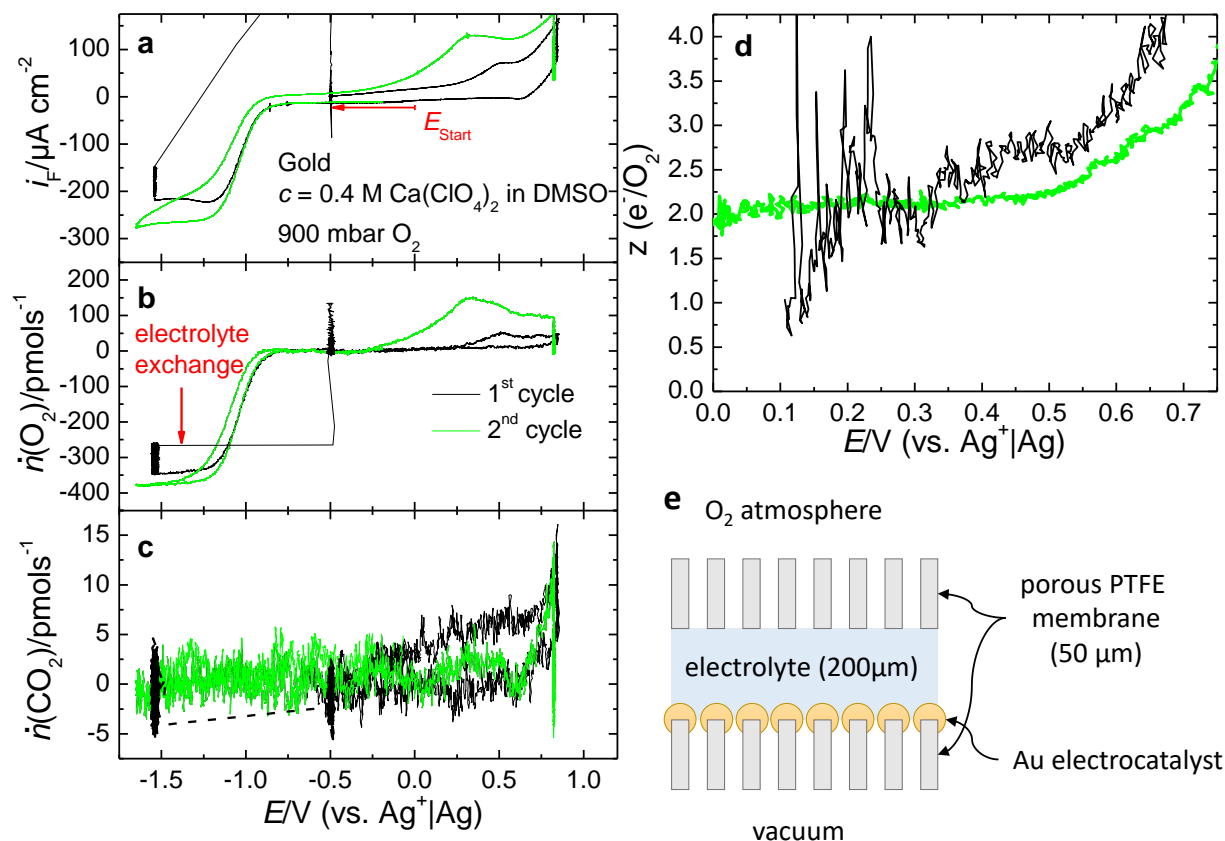 a
i_F/µA cm⁻²
100
0
-100
-200
-300
E_Start
Gold
c = 0.4 M Ca(ClO₄)₂ in DMSO
900 mbar O₂
b
ṅ(O₂)/pmols⁻¹
200
100
0
-100
-200
-300
-400
electrolyte
exchange
1ˢᵗ cycle
2ⁿᵈ cycle
c
ṅ(CO₂)/pmols⁻¹
15
10
5
0
-5
-1.5 -1.0 -0.5 0.0 0.5 1.0
E/V (vs. Ag⁺|Ag)
d
z (e⁻/O₂)
4.0
3.5
3.0
2.5
2.0
1.5
1.0
0.5
0.0
0.0 0.1 0.2 0.3 0.4 0.5 0.6 0.7
E/V (vs. Ag⁺|Ag)
e
O₂ atmosphere
porous PTFE
membrane
(50 µm)
electrolyte (200µm)
Au electrocatalyst
vacuum